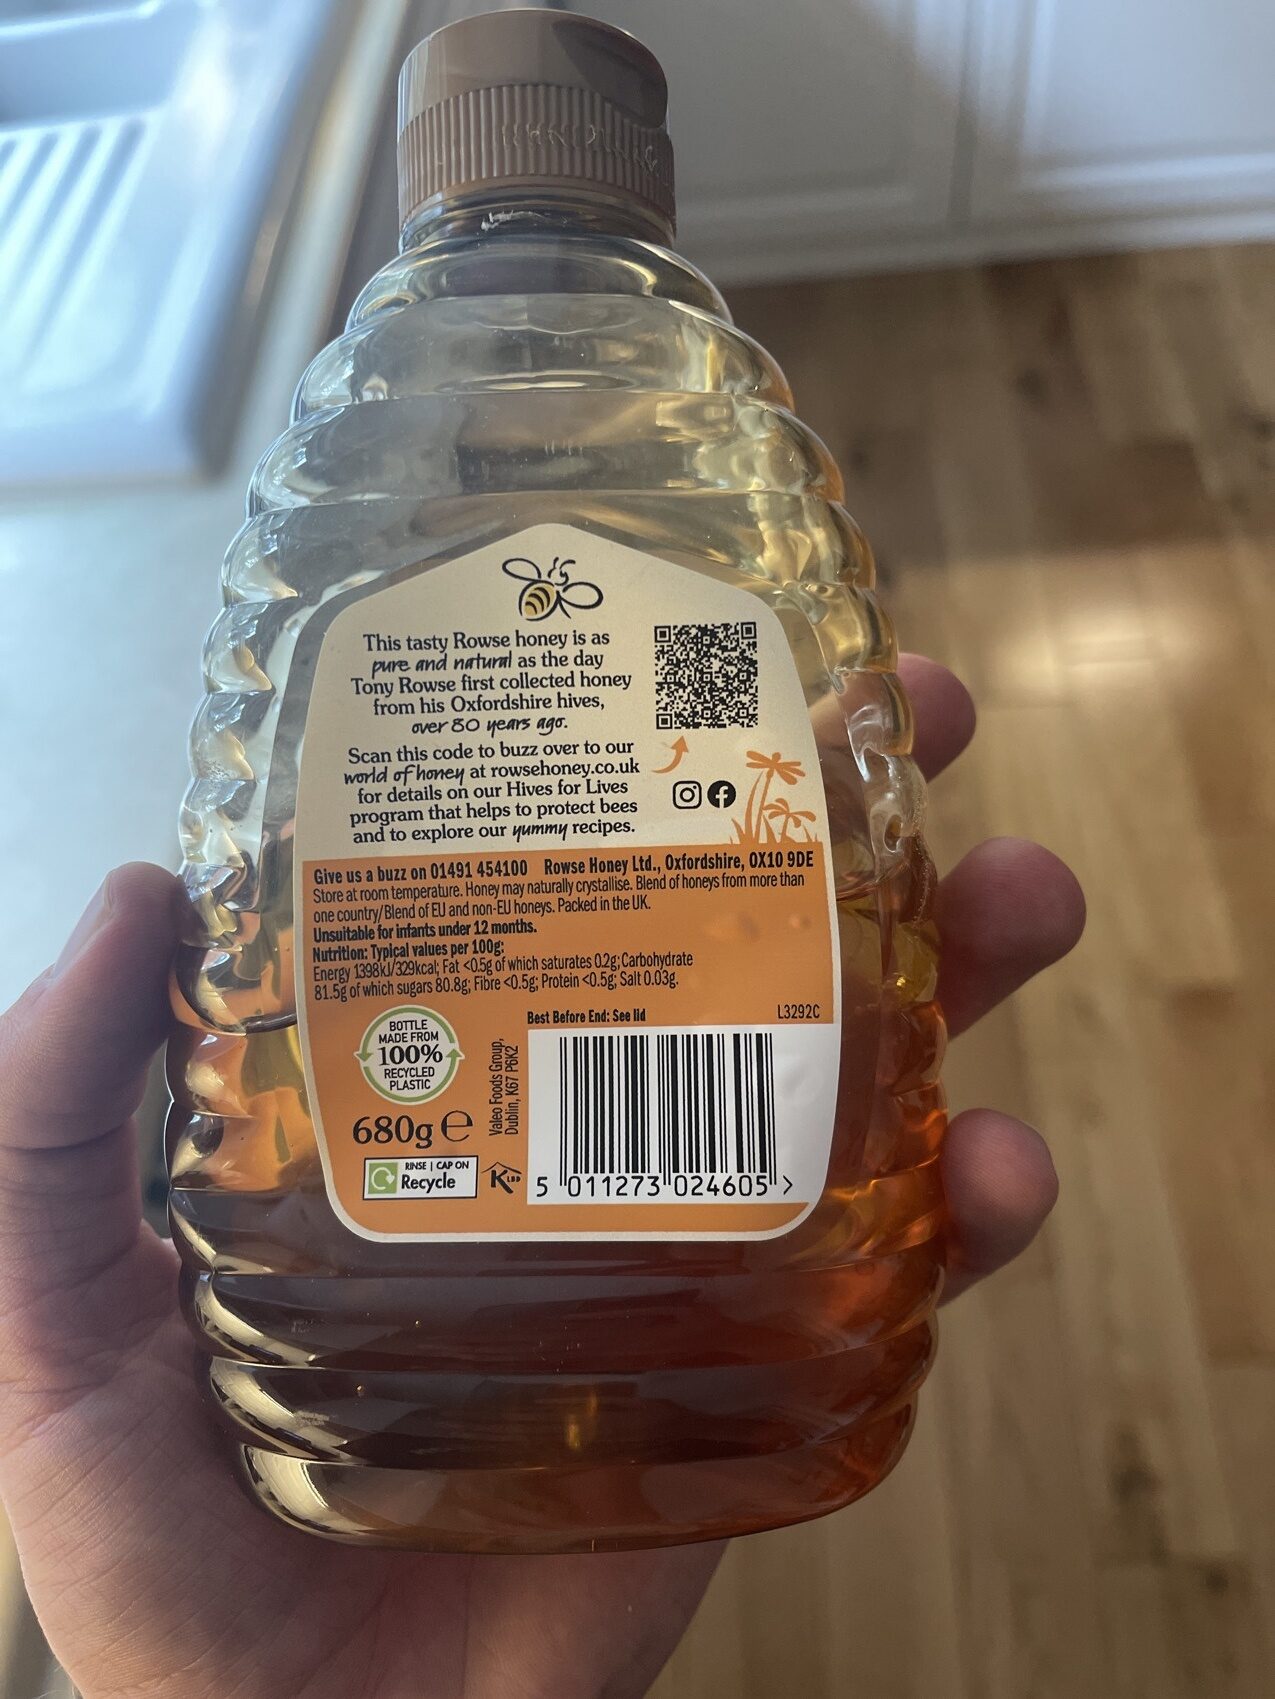 This tasty Rowse honey is as
pure and natural as the day
Tony Rowse first collected honey
from his Oxfordshire hives,
over 80 years ago.
Scan this code to buzz over to our
world of honey at rowsehoney.co.uk
for details on our Hives for Lives
program that helps to protect bees
and to explore our yummy recipes.
Give us a buzz on 01491 454100 Rowse Honey Ltd., Oxfordshire, OX10 9DE
Store at room temperature. Honey may naturally crystallise. Blend of honeys from more than
one country/Blend of EU and non-EU honeys. Packed in the UK.
Unsuitable for infants under 12 months.
Nutrition: Typical values per 100g:
Energy 1398kJ/329kcal; Fat <0.5g of which saturates 0.2g; Carbohydrate
81.5g of which sugars 80.8g; Fibre <0.5g; Protein <0.5g; Salt 0.03g.
Best Before End: See lid L3292C
BOTTLE
MADE FROM
100%
RECYCLED
PLASTIC
680g e
Valeo Foods Group,
Dublin, K67 P6K2
RINSE | CAP ON
Recycle
K LBD
5 011273 024605 >